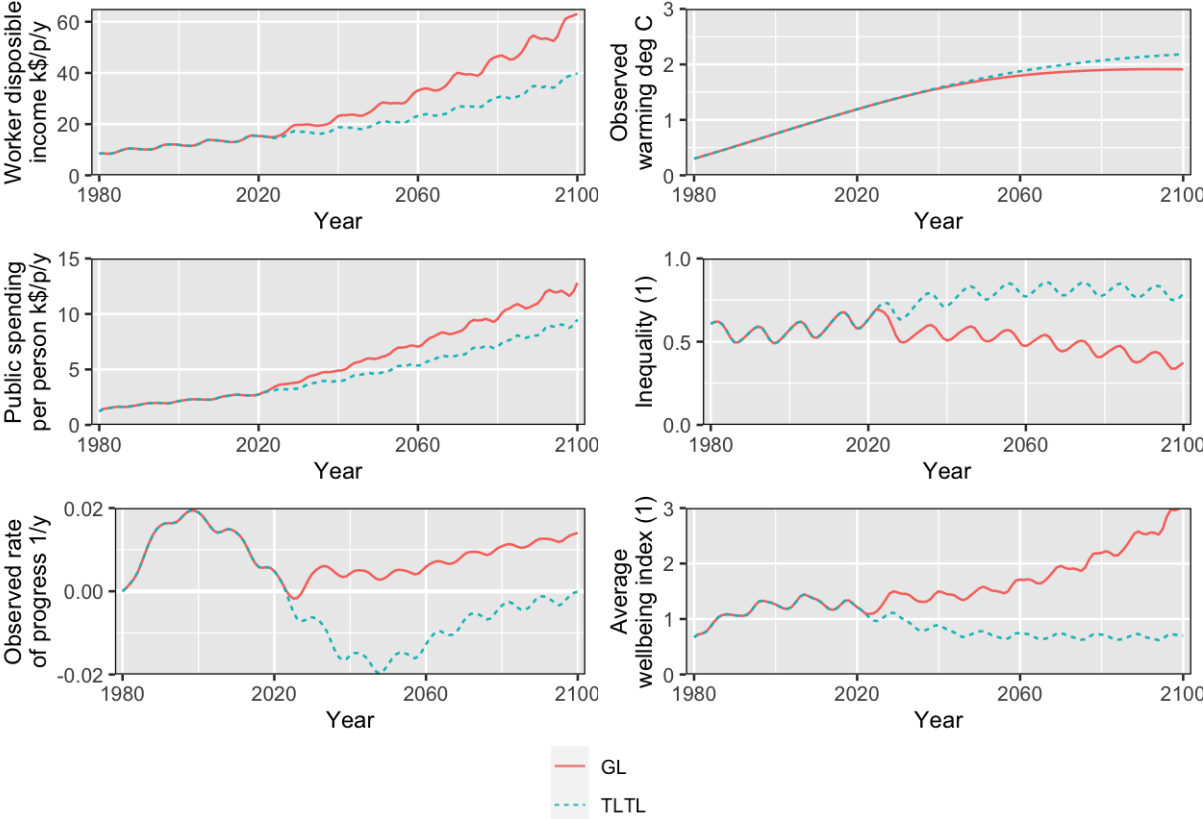 Worker disposible
income k$/p/y
60
40
20
0
1980
2020
2060
2100
Year
Observed
warming deg C
3
2
1
0
1980
2020
2060
2100
Year
Public spending
per person k$/p/y
15
10
5
0
1980
2020
2060
2100
Year
Inequality (1)
1.0
0.5
0.0
1980
2020
2060
2100
Year
Observed rate
of progress 1/y
0.02
0.00
-0.02
1980
2020
2060
2100
Year
Average
wellbeing index (1)
3
2
1
0
1980
2020
2060
2100
Year
GL
TLTL